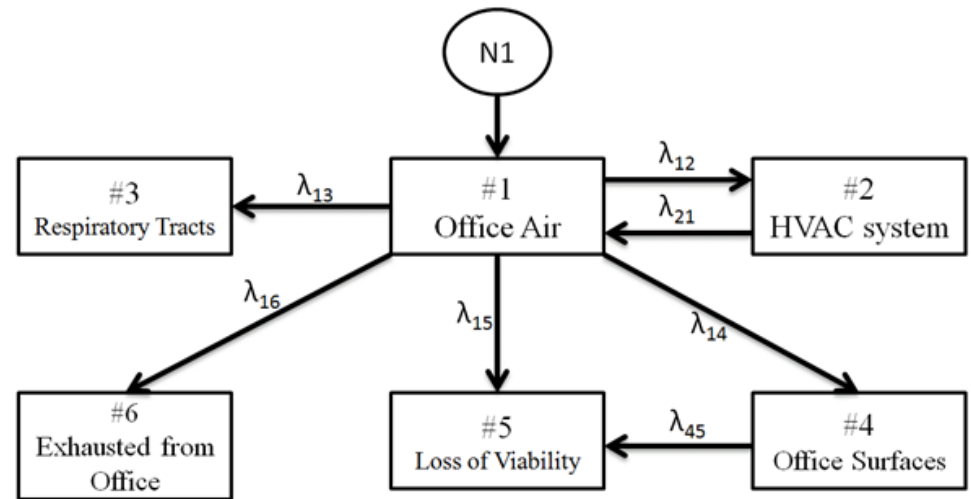 N1
#3
Respiratory Tracts
λ13
#1
Office Air
λ12
λ21
#2
HVAC system
λ16
λ15
λ14
#6
Exhausted from
Office
#5
Loss of Viability
λ45
#4
Office Surfaces